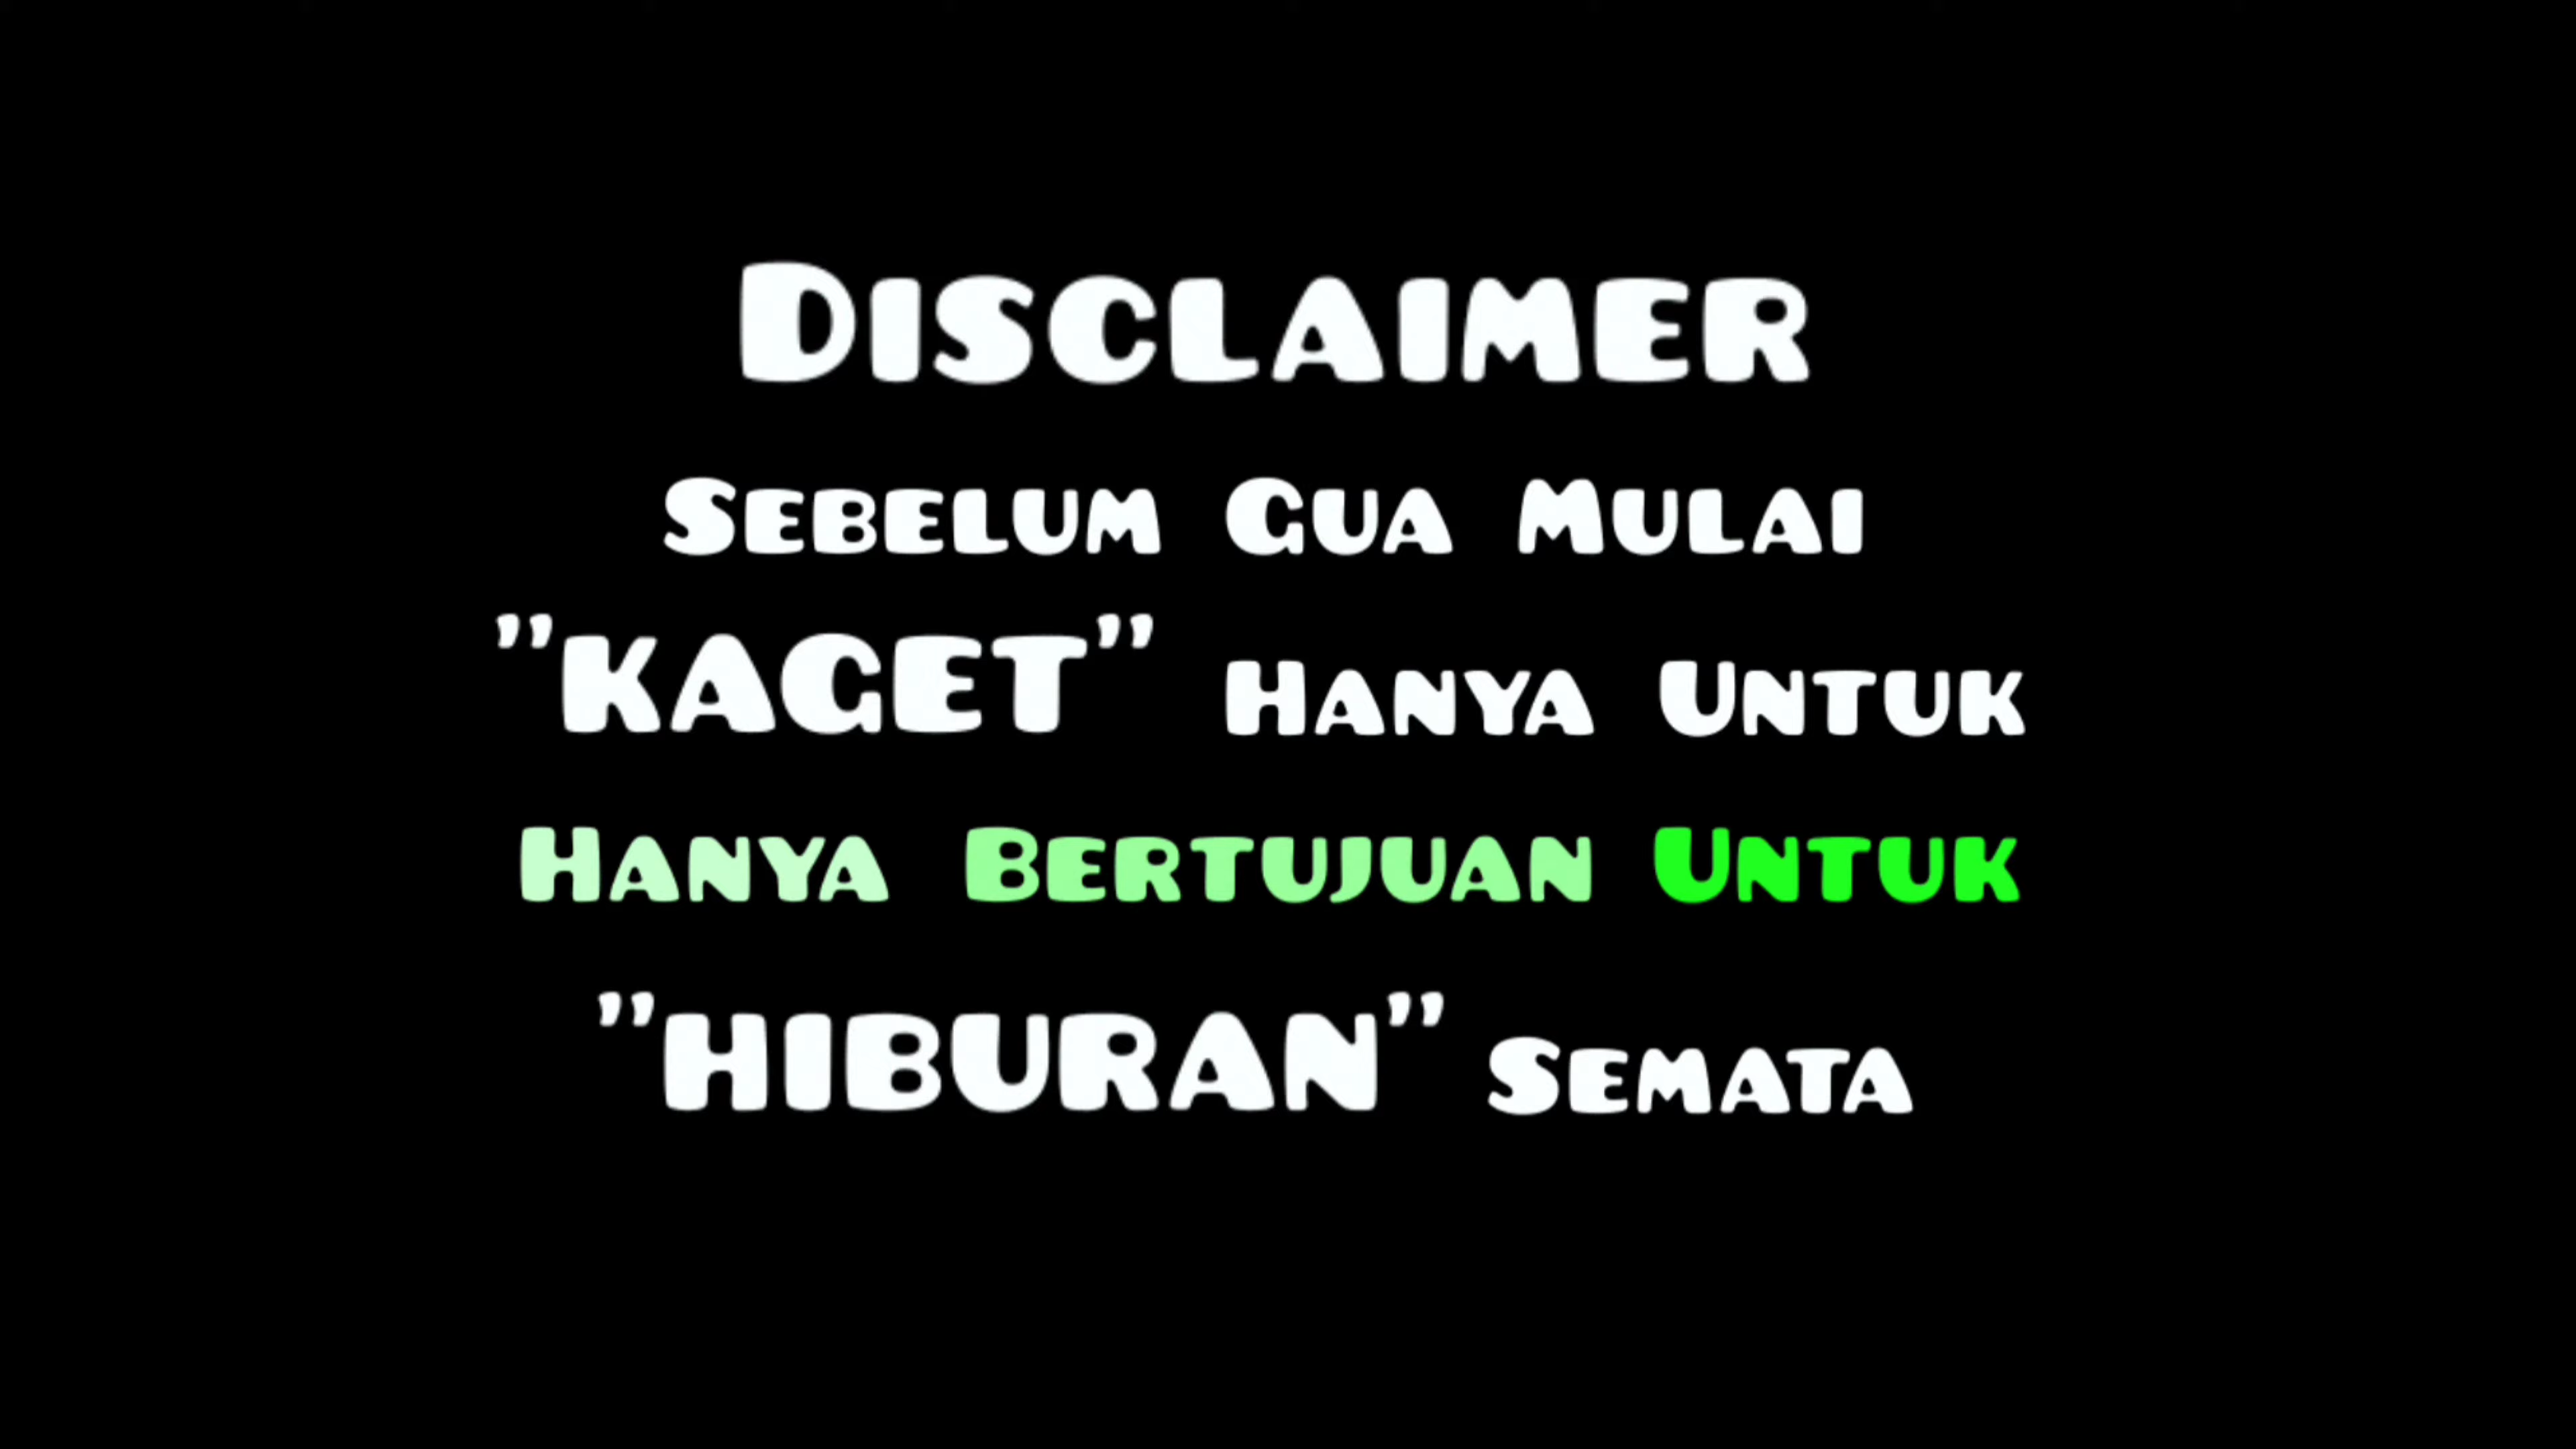 Disclaimer
Sebelum Gua Mulai
"KAGET" Hanya Untuk
Hanya Bertujuan Untuk
"HIBURAN" Semata